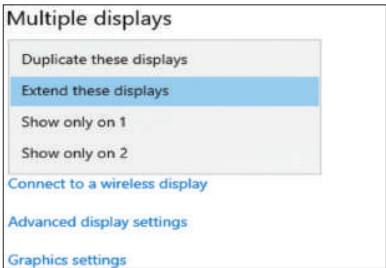 Multiple displays
Duplicate these displays
Extend these displays
Show only on 1
Show only on 2
Connect to a wireless display
Advanced display settings
Graphics settings